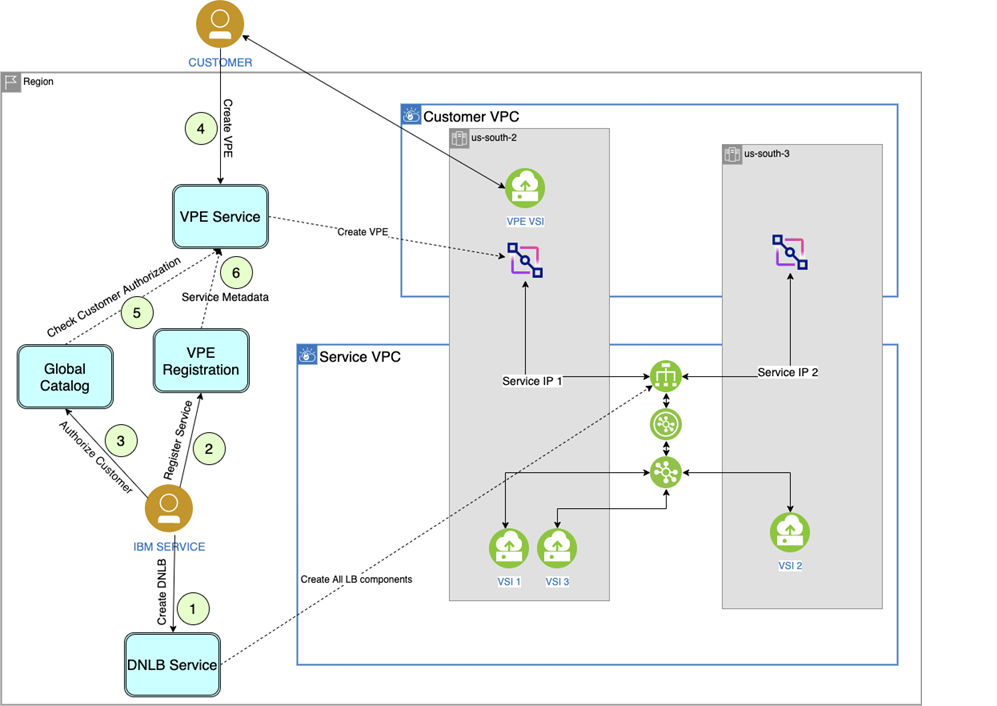 CUSTOMER
Region
Create VPE
4
Customer VPC
us-south-2
us-south-3
VPE Service
VPE VSI
Create VPE
Check Customer Authorization
6
Service Metadata
5
VPE
Registration
Global
Catalog
Service VPC
Service IP 1
Service IP 2
Authorize Customer
3
Register Service
2
IBM SERVICE
VSI 1
VSI 3
VSI 2
Create DNLB
1
Create All LB components
DNLB Service